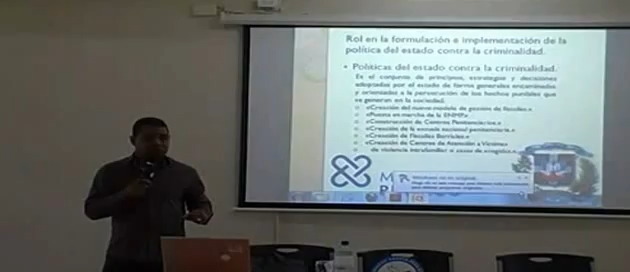 Rol en la formulación e implementación de la
política del estado contra la criminalidad.
• Políticas del estado contra la criminalidad.
Es el conjunto de principios, estrategias y decisiones
adoptadas por el estado de forma generales encaminadas
y orientadas a la persecución de los hechos punibles que
se generan en la sociedad.
o «Creación del nuevo modelo de gestión de fiscalías.»
o «Puesta en marcha de la ENMP»
o «Construcción de Centros Penitenciarios.»
o «Creación de la escuela nacional penitenciaria.»
o «Creación de Fiscalías Barriales.»
o «Creación de Centros de Atención a Víctimas
de violencia intrafamiliar
Windows no es original